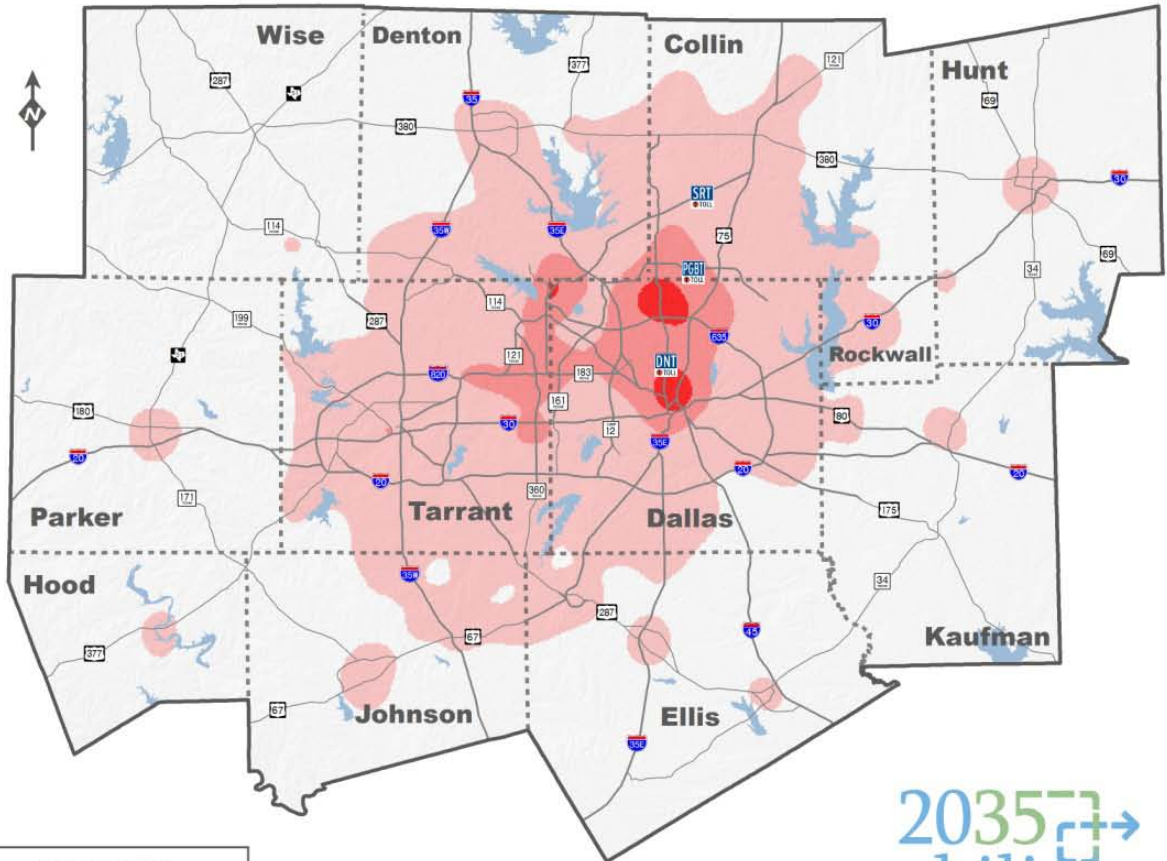 Wise
Denton
Collin
Hunt
121
377
287
69
35
380
380
30
N
SRT
TOLL
114
35W
35E
75
34
69
PGBT
TOLL
114
199
287
30
635
121
Rockwall
DNT
TOLL
820
183
180
161
80
30
LOOP
12
35E
20
20
20
20
360
171
175
Parker
Tarrant
Dallas
Hood
35W
34
287
67
45
Kaufman
377
67
Johnson
Ellis
35E
2035